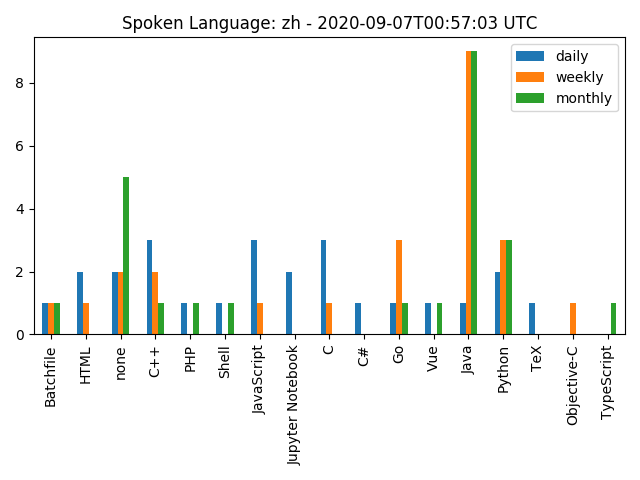 Spoken Language: zh - 2020-09-07T00:57:03 UTC
daily
weekly
monthly
8
6
4
2
0
Batchfile
HTML
none
C++
PHP
Shell
JavaScript
Jupyter Notebook
C
C#
Go
Vue
Java
Python
TeX
Objective-C
TypeScript